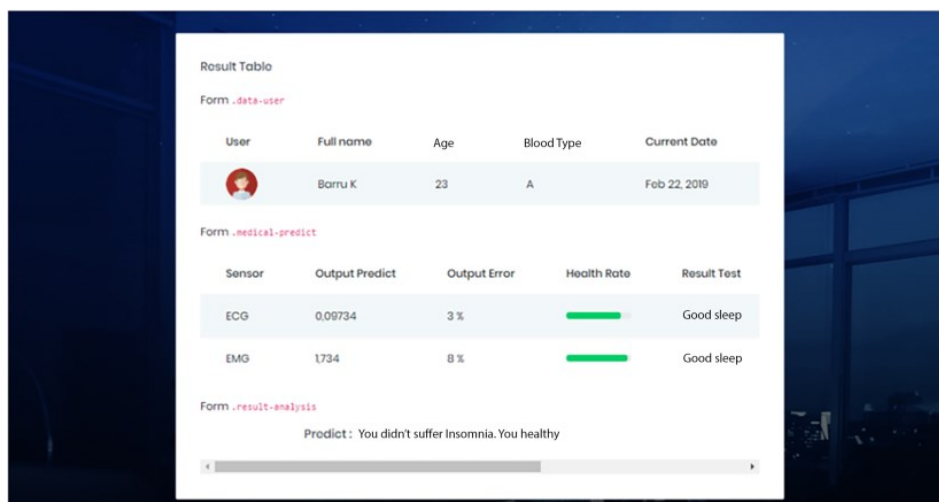 Result Table
Form .data-user
User Full name Age Blood Type Current Date
Barru K 23 A Feb 22, 2019
Form .medical-predict
Sensor Output Predict Output Error Health Rate Result Test
ECG 0,09734 3 % Good sleep
EMG 1,734 8 % Good sleep
Form .result-analysis
Predict : You didn't suffer Insomnia. You healthy